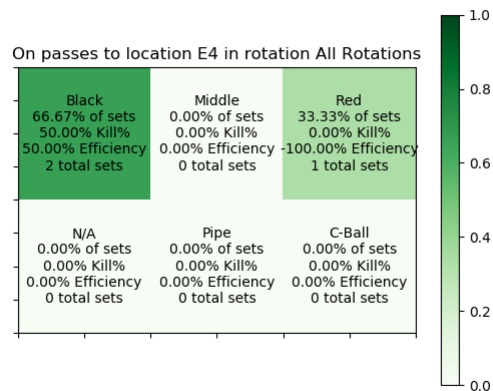 On passes to location E4 in rotation All Rotations
Black
66.67% of sets
50.00% Kill%
50.00% Efficiency
2 total sets
Middle
0.00% of sets
0.00% Kill%
0.00% Efficiency
0 total sets
Red
33.33% of sets
0.00% Kill%
-100.00% Efficiency
1 total sets
N/A
0.00% of sets
0.00% Kill%
0.00% Efficiency
0 total sets
Pipe
0.00% of sets
0.00% Kill%
0.00% Efficiency
0 total sets
C-Ball
0.00% of sets
0.00% Kill%
0.00% Efficiency
0 total sets
1.0
0.8
0.6
0.4
0.2
0.0